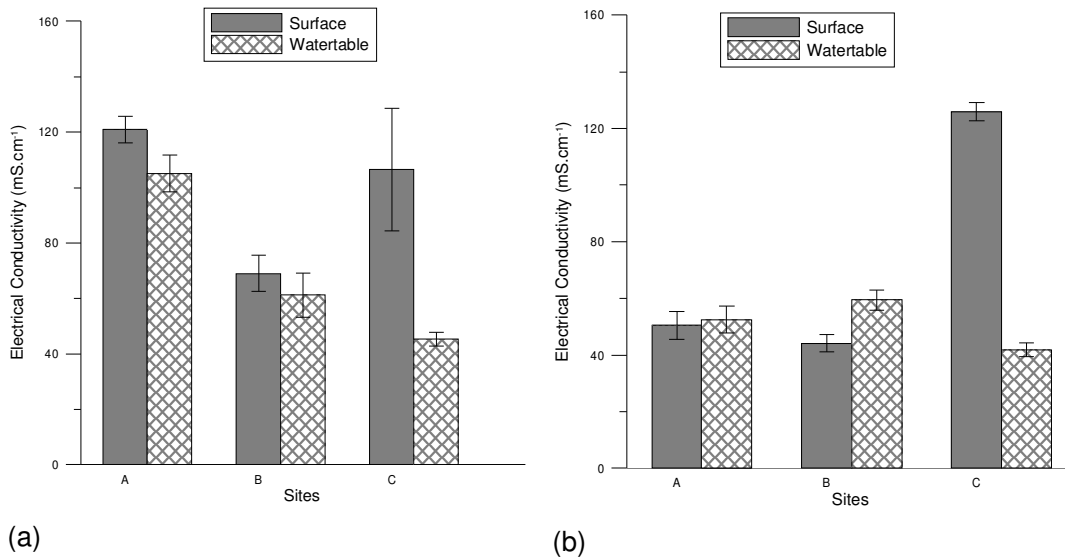 160
120
80
40
0
Electrical Conductivity (mS.cm⁻¹)
Surface
Watertable
A B C
Sites
(a)
160
120
80
40
0
Electrical Conductivity (mS.cm⁻¹)
Surface
Watertable
A B C
Sites
(b)